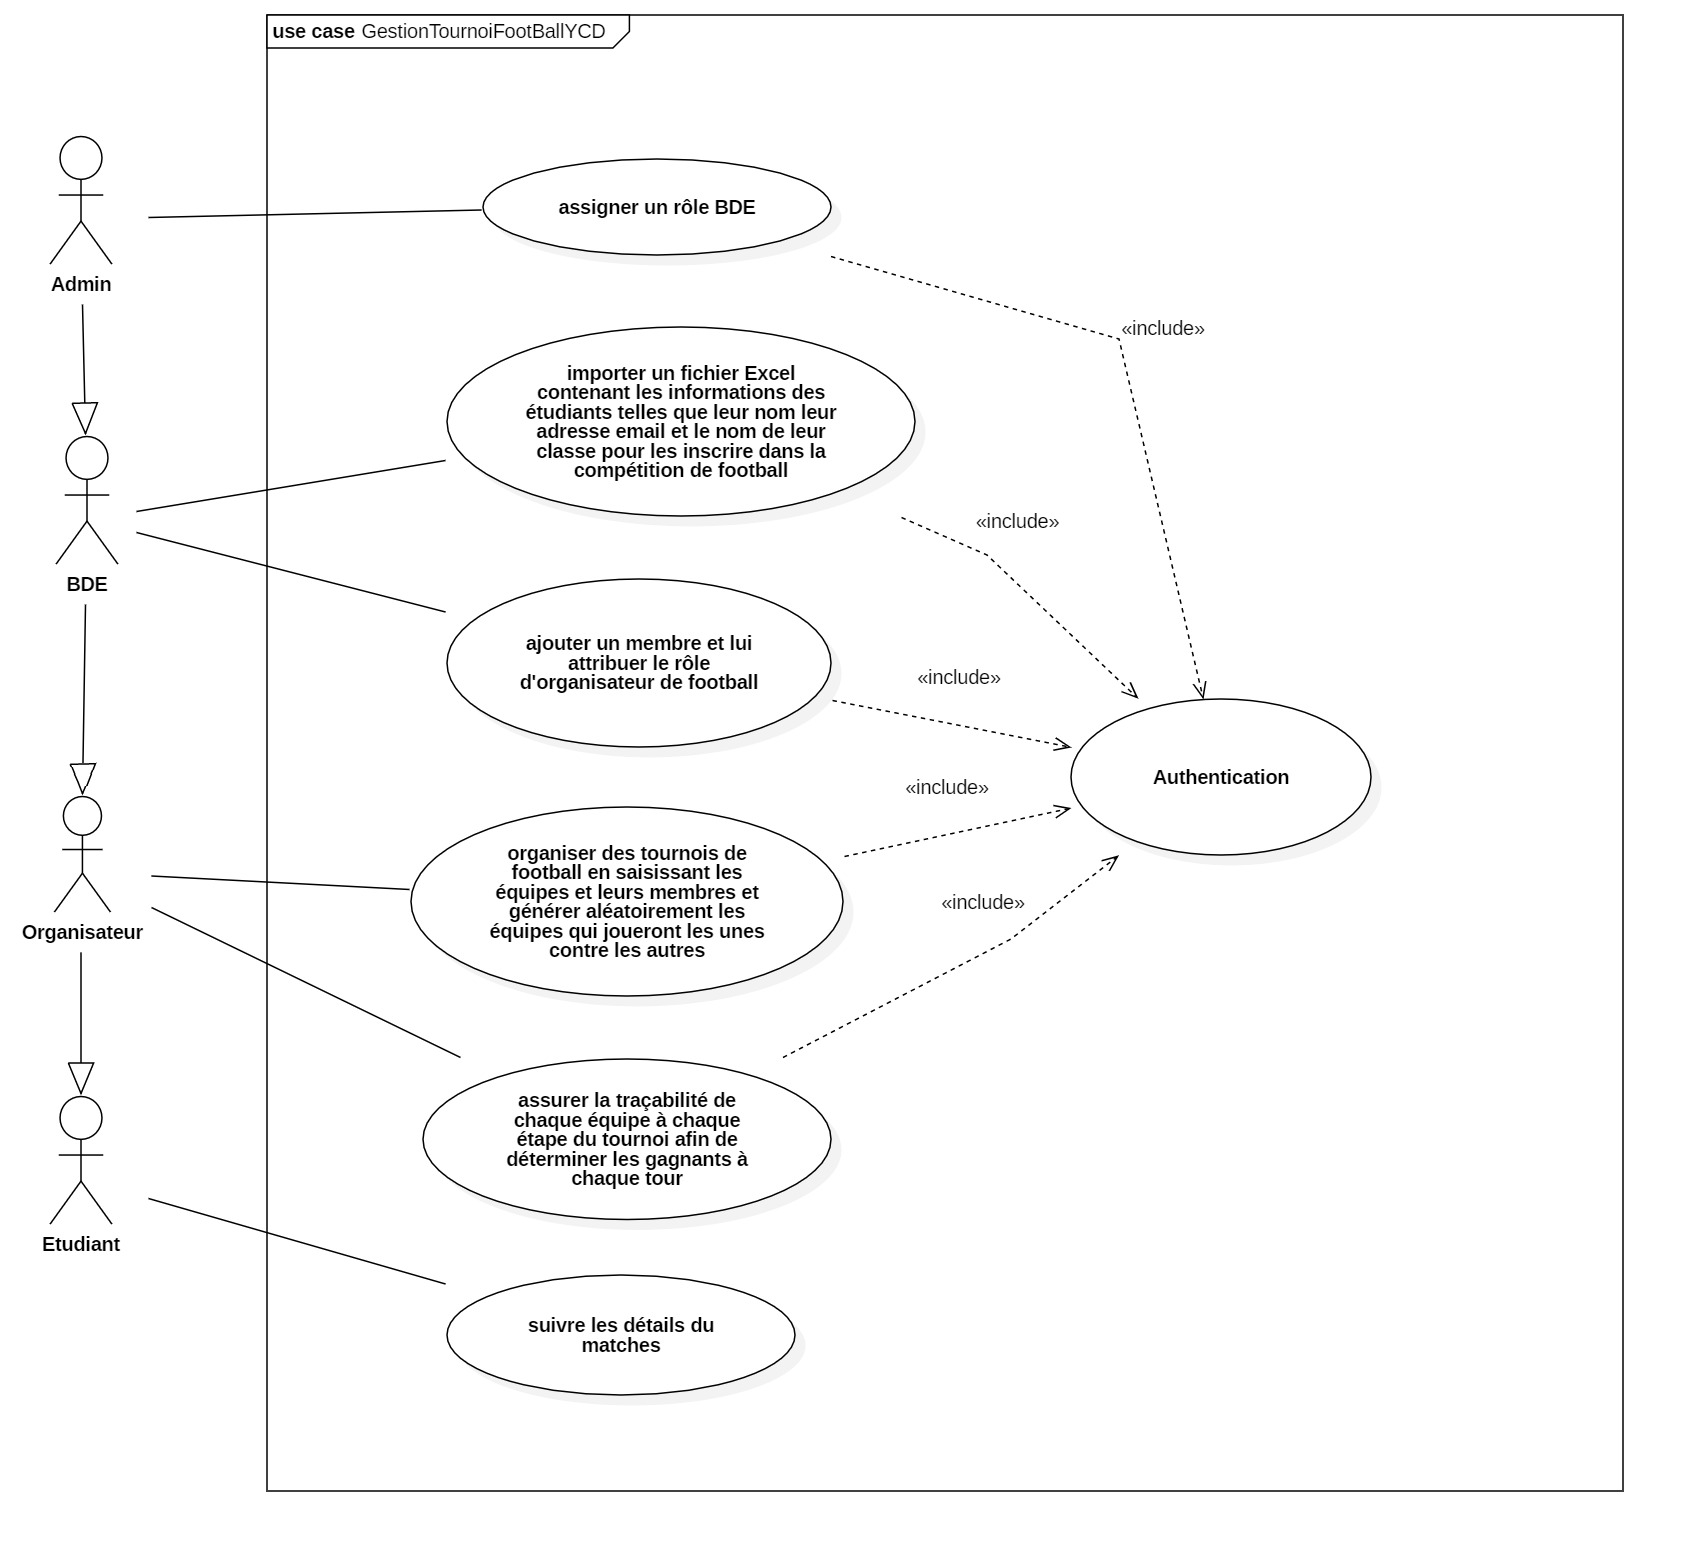 use case GestionTournoiFootBallYCD
Admin
assigner un rôle BDE
«include»
importer un fichier Excel
contenant les informations des
étudiants telles que leur nom leur
adresse email et le nom de leur
classe pour les inscrire dans la
compétition de football
«include»
BDE
ajouter un membre et lui
attribuer le rôle
d'organisateur de football
«include»
Authentication
«include»
organiser des tournois de
football en saisissant les
équipes et leurs membres et
générer aléatoirement les
équipes qui joueront les unes
contre les autres
«include»
Organisateur
assurer la traçabilité de
chaque équipe à chaque
étape du tournoi afin de
déterminer les gagnants à
chaque tour
Etudiant
suivre les détails du
matches